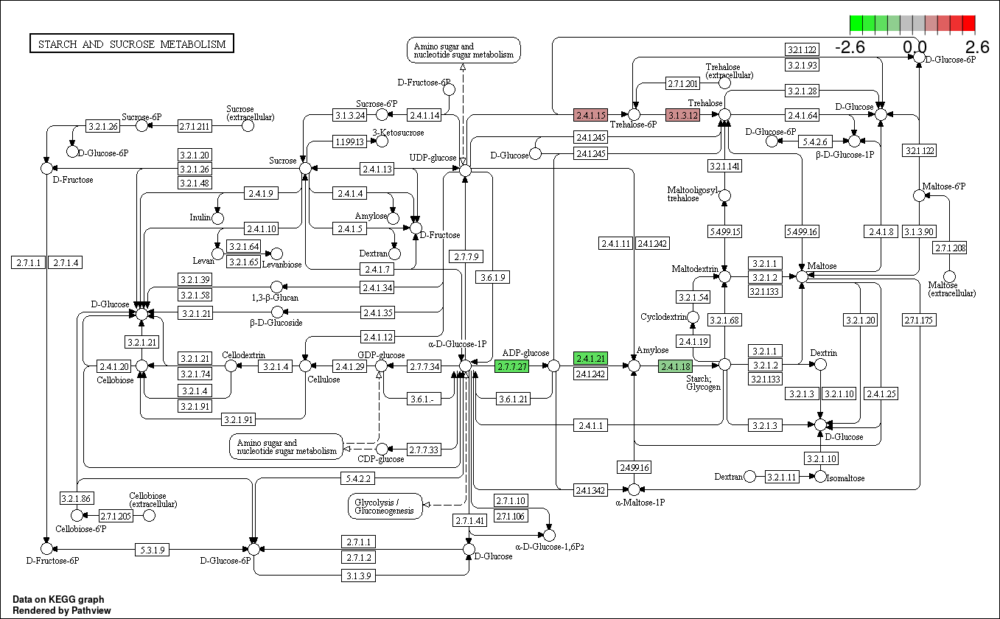 STARCH AND SUCROSE METABOLISM
-2.6 0.0 2.6
Amino sugar and
nucleotide sugar metabolism
D-Fructose-6P
Sucrose-6'P
3.1.3.24
2.4.1.14
Sucrose
(extracellular)
Sucrose-6P
3.2.1.26
2.7.1.211
D-Glucose-6P
D-Fructose
3.2.1.20
3.2.1.26
3.2.1.48
Sucrose
1.1.99.13
3-Ketosucrose
UDP-glucose
2.4.1.13
2.4.1.9
2.4.1.4
Inulin
Amylose
2.4.1.10
2.4.1.5
D-Fructose
Levan
3.2.1.64
3.2.1.65
Levanbiose
Dextran
2.4.1.7
2.7.1.1
2.7.1.4
3.2.1.39
3.2.1.58
1,3-β-Glucan
2.4.1.34
D-Glucose
3.2.1.21
β-D-Glucoside
2.4.1.35
2.7.7.9
3.6.1.9
3.2.1.21
2.4.1.12
α-D-Glucose-1P
2.4.1.20
Cellobiose
3.2.1.21
3.2.1.74
3.2.1.4
3.2.1.91
Cellodextrin
3.2.1.4
Cellulose
2.4.1.29
GDP-glucose
2.7.7.34
3.6.1.-
3.2.1.91
Amino sugar and
nucleotide sugar metabolism
CDP-glucose
2.7.7.33
5.4.2.2
Glycolysis /
Gluconeogenesis
3.2.1.86
Cellobiose
(extracellular)
2.7.1.205
Cellobiose-6'P
D-Fructose-6P
5.3.1.9
D-Glucose-6P
2.7.1.1
2.7.1.2
3.1.3.9
D-Glucose
2.7.1.41
2.7.1.10
2.7.1.106
α-D-Glucose-1,6P2
3.2.1.122
3.2.1.93
D-Glucose-6P
Trehalose
(extracellular)
2.7.1.201
3.2.1.28
2.4.1.15
Trehalose-6P
3.1.3.12
Trehalose
2.4.1.64
D-Glucose
D-Glucose
2.4.1.245
2.4.1.245
D-Glucose-6P
5.4.2.6
β-D-Glucose-1P
3.2.1.122
3.2.1.141
Maltooligosyl-
trehalose
Maltose-6'P
5.4.99.15
5.4.99.16
2.4.1.8
3.1.3.90
2.7.1.208
2.4.1.11
2.4.1.242
Maltodextrin
3.2.1.1
3.2.1.2
3.2.1.133
Maltose
Maltose
(extracellular)
3.2.1.54
Cyclodextrin
3.2.1.68
3.2.1.20
2.7.1.175
2.4.1.19
ADP-glucose
2.7.7.27
2.4.1.21
2.4.1.242
Amylose
2.4.1.18
Starch;
Glycogen
3.2.1.1
3.2.1.2
3.2.1.133
Dextrin
3.6.1.21
3.2.1.3
3.2.1.10
2.4.1.25
2.4.1.1
3.2.1.3
D-Glucose
2.4.99.16
3.2.1.10
Dextran
3.2.1.11
Isomaltose
2.4.1.342
α-Maltose-1P
Data on KEGG graph
Rendered by Pathview